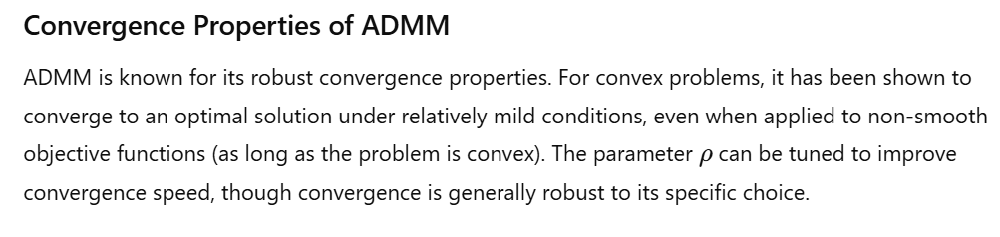 Convergence Properties of ADMM
ADMM is known for its robust convergence properties. For convex problems, it has been shown to
converge to an optimal solution under relatively mild conditions, even when applied to non-smooth
objective functions (as long as the problem is convex). The parameter ρ can be tuned to improve
convergence speed, though convergence is generally robust to its specific choice.